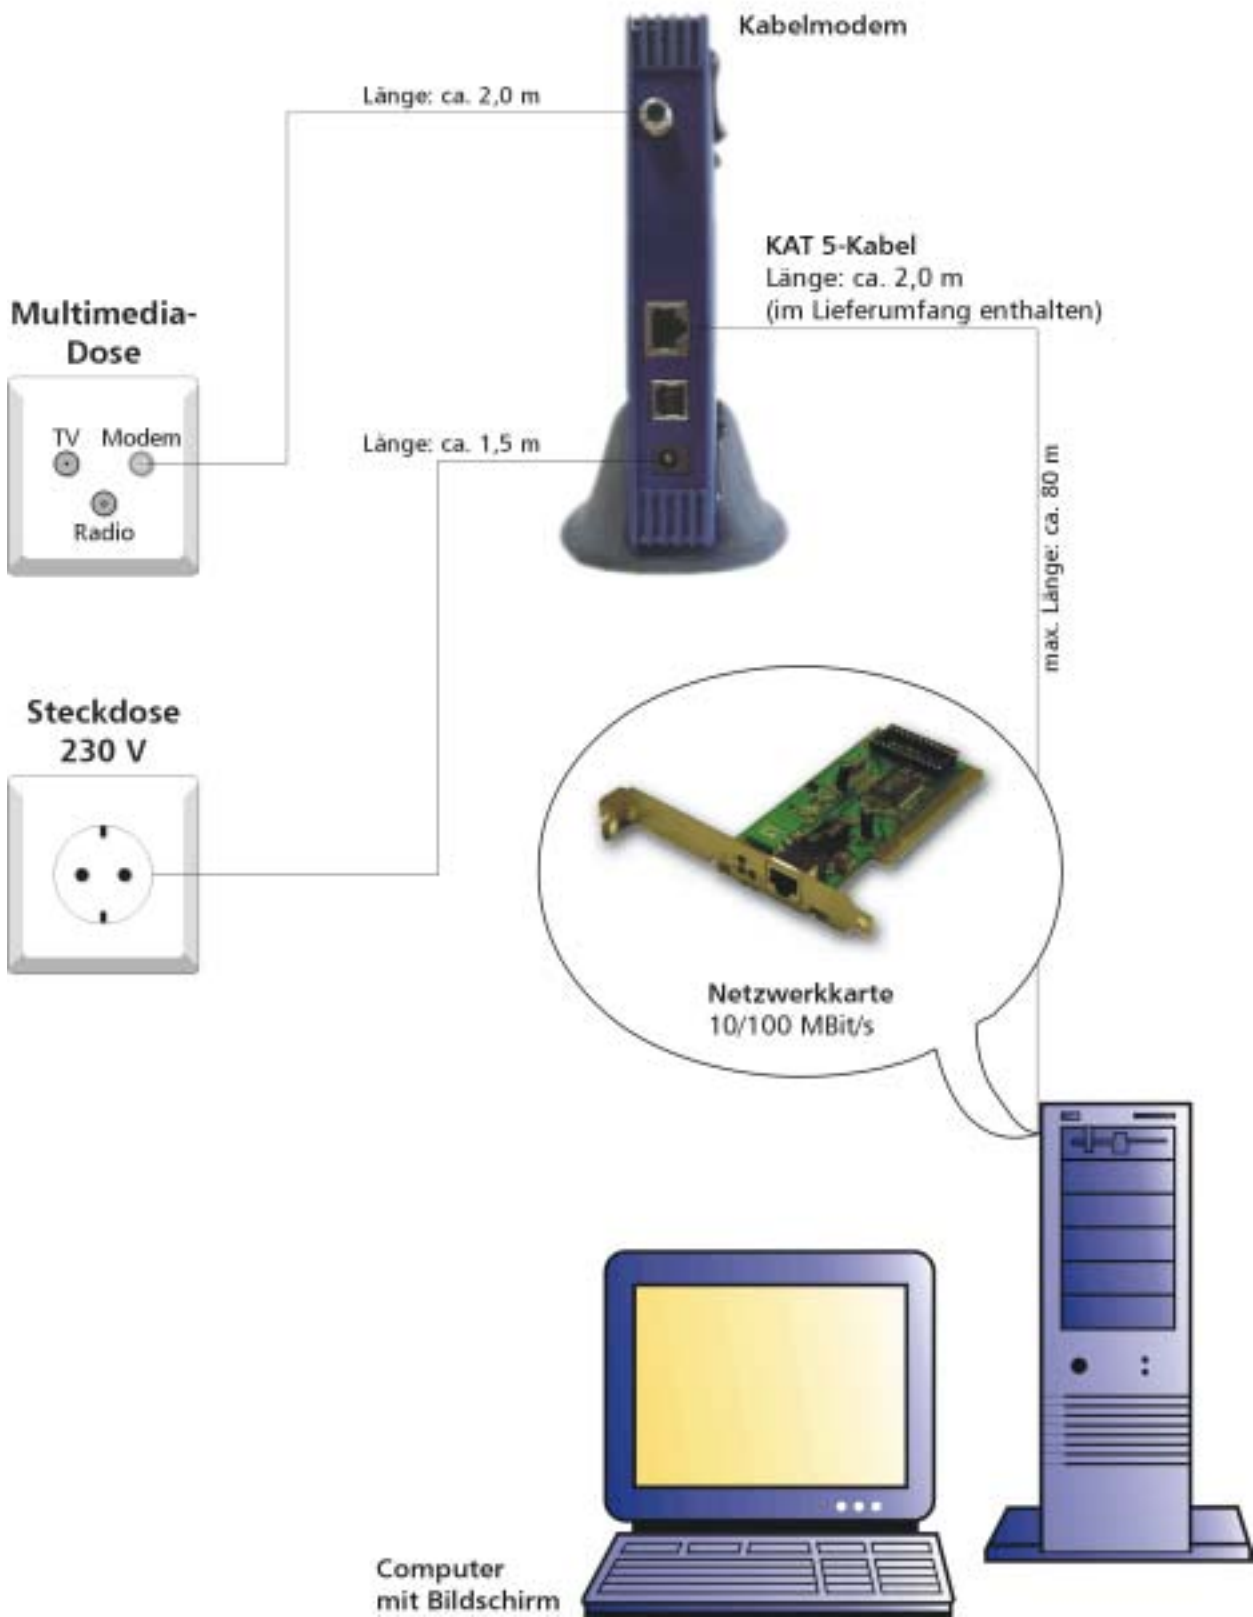 Kabelmodem
Länge: ca. 2,0 m
KAT 5-Kabel
Länge: ca. 2,0 m
(im Lieferumfang enthalten)
Multimedia-
Dose
TV Modem
Radio
Länge: ca. 1,5 m
max. Länge: ca. 80 m
Steckdose
230 V
Netzwerkkarte
10/100 MBit/s
Computer
mit Bildschirm